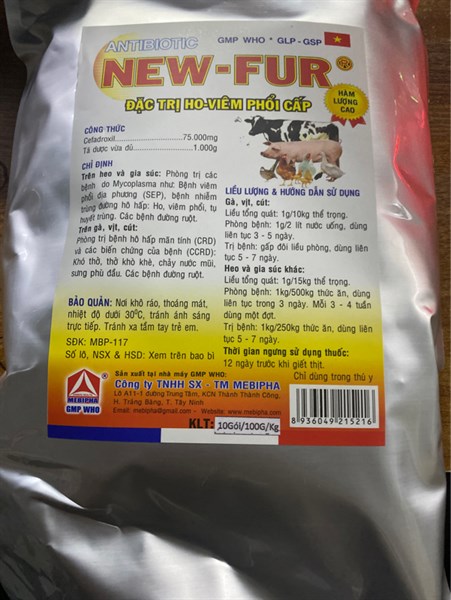 ANTIBIOTIC
GMP WHO * GLP - GSP
NEW-FUR
ĐẶC TRỊ HO-VIÊM PHỔI CẤP
HÀM LƯỢNG CAO
CÔNG THỨC
Cefadroxil 75.000mg
Tá dược vừa đủ 1.000g
CHỈ ĐỊNH
Trên heo và gia súc: Phòng trị các
bệnh do Mycoplasma như: Bệnh viêm
phổi địa phương (SEP), bệnh nhiễm
trùng đường hô hấp: Ho, viêm phổi, tụ
huyết trùng. Các bệnh đường ruột.
Trên gà, vịt, cút:
Phòng trị bệnh hô hấp mãn tính (CRD)
và các biến chứng của bệnh (CCRD):
Khó thở, thở khò khè, chảy nước mũi,
sưng phù đầu. Các bệnh đường ruột.
BẢO QUẢN: Nơi khô ráo, thoáng mát,
nhiệt độ dưới 30⁰C, tránh ánh sáng
trực tiếp. Tránh xa tầm tay trẻ em.
SĐK: MBP-117
Số lô, NSX & HSD: Xem trên bao bì
LIỀU LƯỢNG & HƯỚNG DẪN SỬ DỤNG
Gà, vịt, cút:
Liều tổng quát: 1g/10kg thể trọng.
Phòng bệnh: 1g/2 lít nước uống, dùng
liên tục 3 - 5 ngày.
Trị bệnh: gấp đôi liều phòng, dùng liên
tục 5 - 7 ngày.
Heo và gia súc khác:
Liều tổng quát: 1g/15kg thể trọng.
Phòng bệnh: 1kg/500kg thức ăn, dùng
liên tục trong 3 ngày. Mỗi 3 - 4 tuần
dùng một đợt.
Trị bệnh: 1kg/250kg thức ăn, dùng liên
tục 5 - 7 ngày.
Thời gian ngưng sử dụng thuốc:
12 ngày trước khi giết thịt.
Chỉ dùng trong thú y
MEBIPHA
GMP WHO
Sản xuất tại nhà máy GMP WHO:
Công ty TNHH SX - TM MEBIPHA
Lô A11-1 đường Trung Tâm, KCN Thành Thành Công,
H. Trảng Bàng, T. Tây Ninh
Email: mebipha@gmail.com - Website: www.mebipha.com
KLT: 10Gói/100G/Kg
8 936049 215216